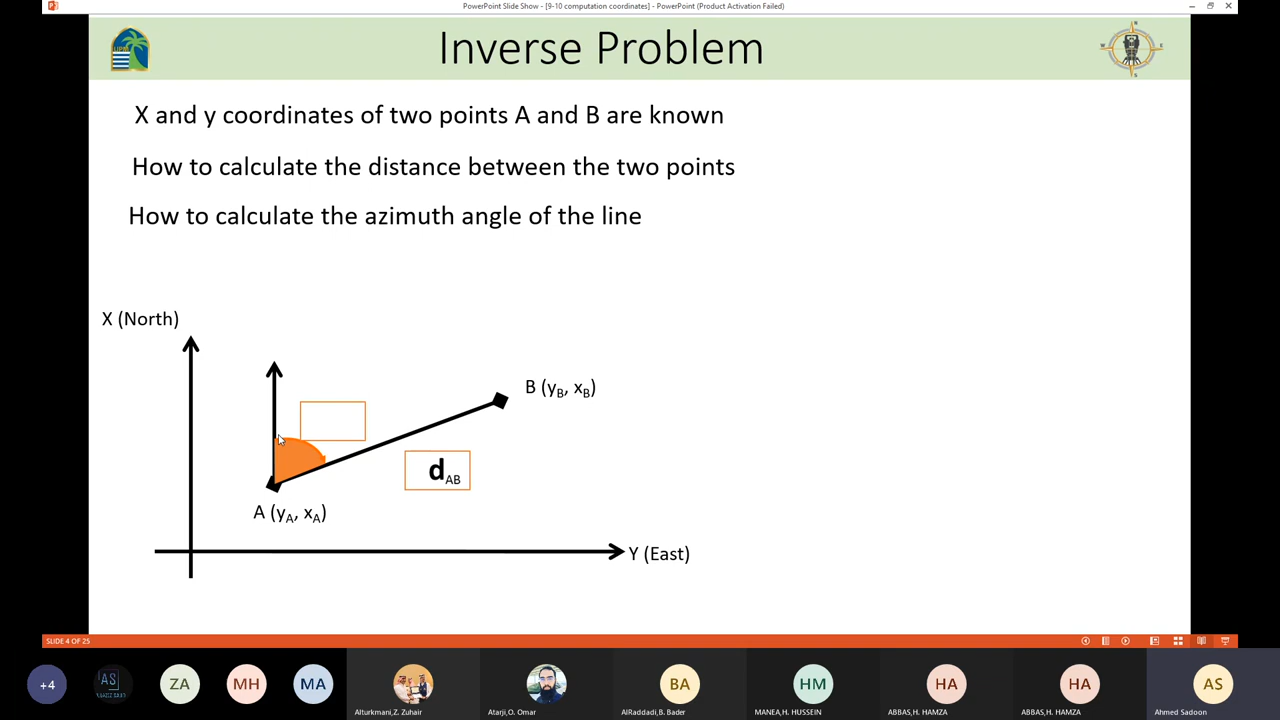 PowerPoint Slide Show - [9-10 computation coordinates] - PowerPoint (Product Activation Failed)
Inverse Problem
X and y coordinates of two points A and B are known
How to calculate the distance between the two points
How to calculate the azimuth angle of the line
X (North)
B (yB, xB)
dAB
A (yA, xA)
Y (East)
SLIDE 4 OF 25
+4
AS
ZA
MH
MA
BA
HM
HA
HA
AS
Alturkmani,Z. Zuhair
Atarji,O. Omar
AlRaddadi,B. Bader
MANEA,H. HUSSEIN
ABBAS,H. HAMZA
ABBAS,H. HAMZA
Ahmed Sadoon